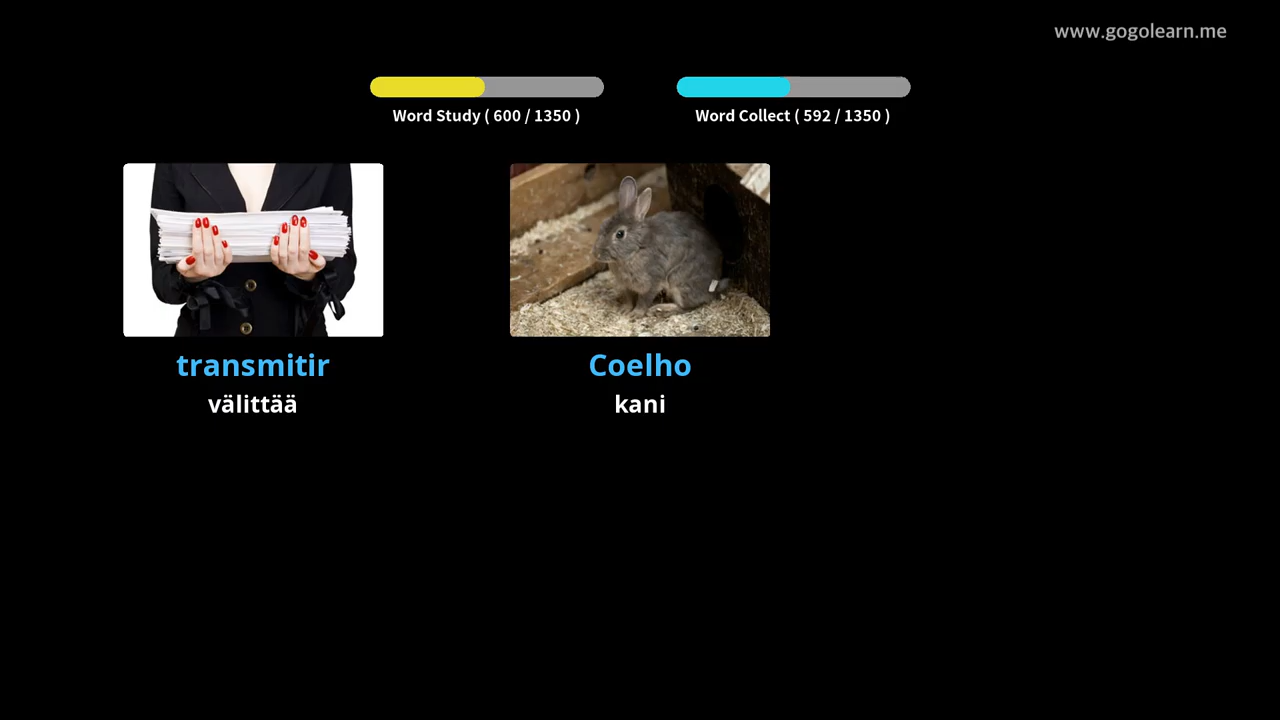 www.gogolearn.me
Word Study ( 600 / 1350 )
Word Collect ( 592 / 1350 )
transmitir
välittää
Coelho
kani